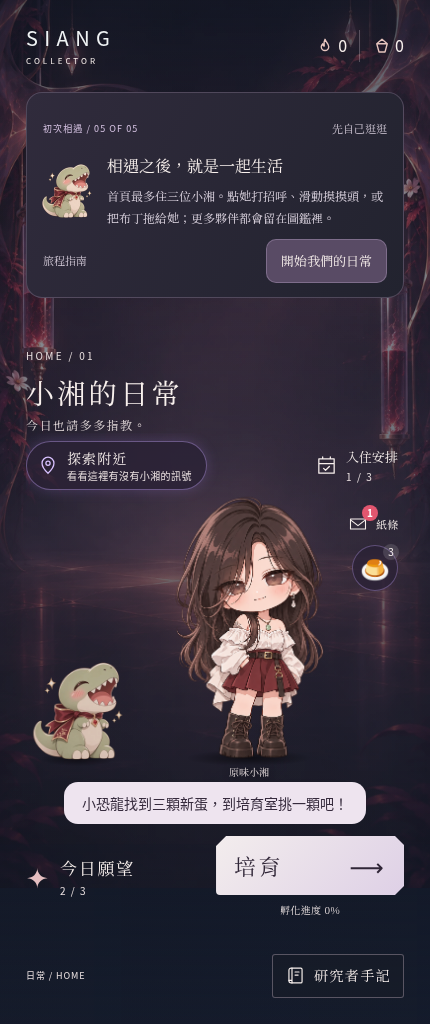 SIANG
COLLECTOR
0
0
初次相遇 / 05 OF 05
先自己逛逛
相遇之後，就是一起生活
首頁最多住三位小湘。點她打招呼、滑動摸摸頭，或
把布丁拖給她；更多夥伴都會留在圖鑑裡。
旅程指南
開始我們的日常
HOME / 01
小湘的日常
今日也請多多指教。
探索附近
看看這裡有沒有小湘的訊號
入住安排
1 / 3
1
紙條
3
原味小湘
小恐龍找到三顆新蛋，到培育室挑一顆吧！
今日願望
2 / 3
培育
孵化進度 0%
日常 / HOME
研究者手記